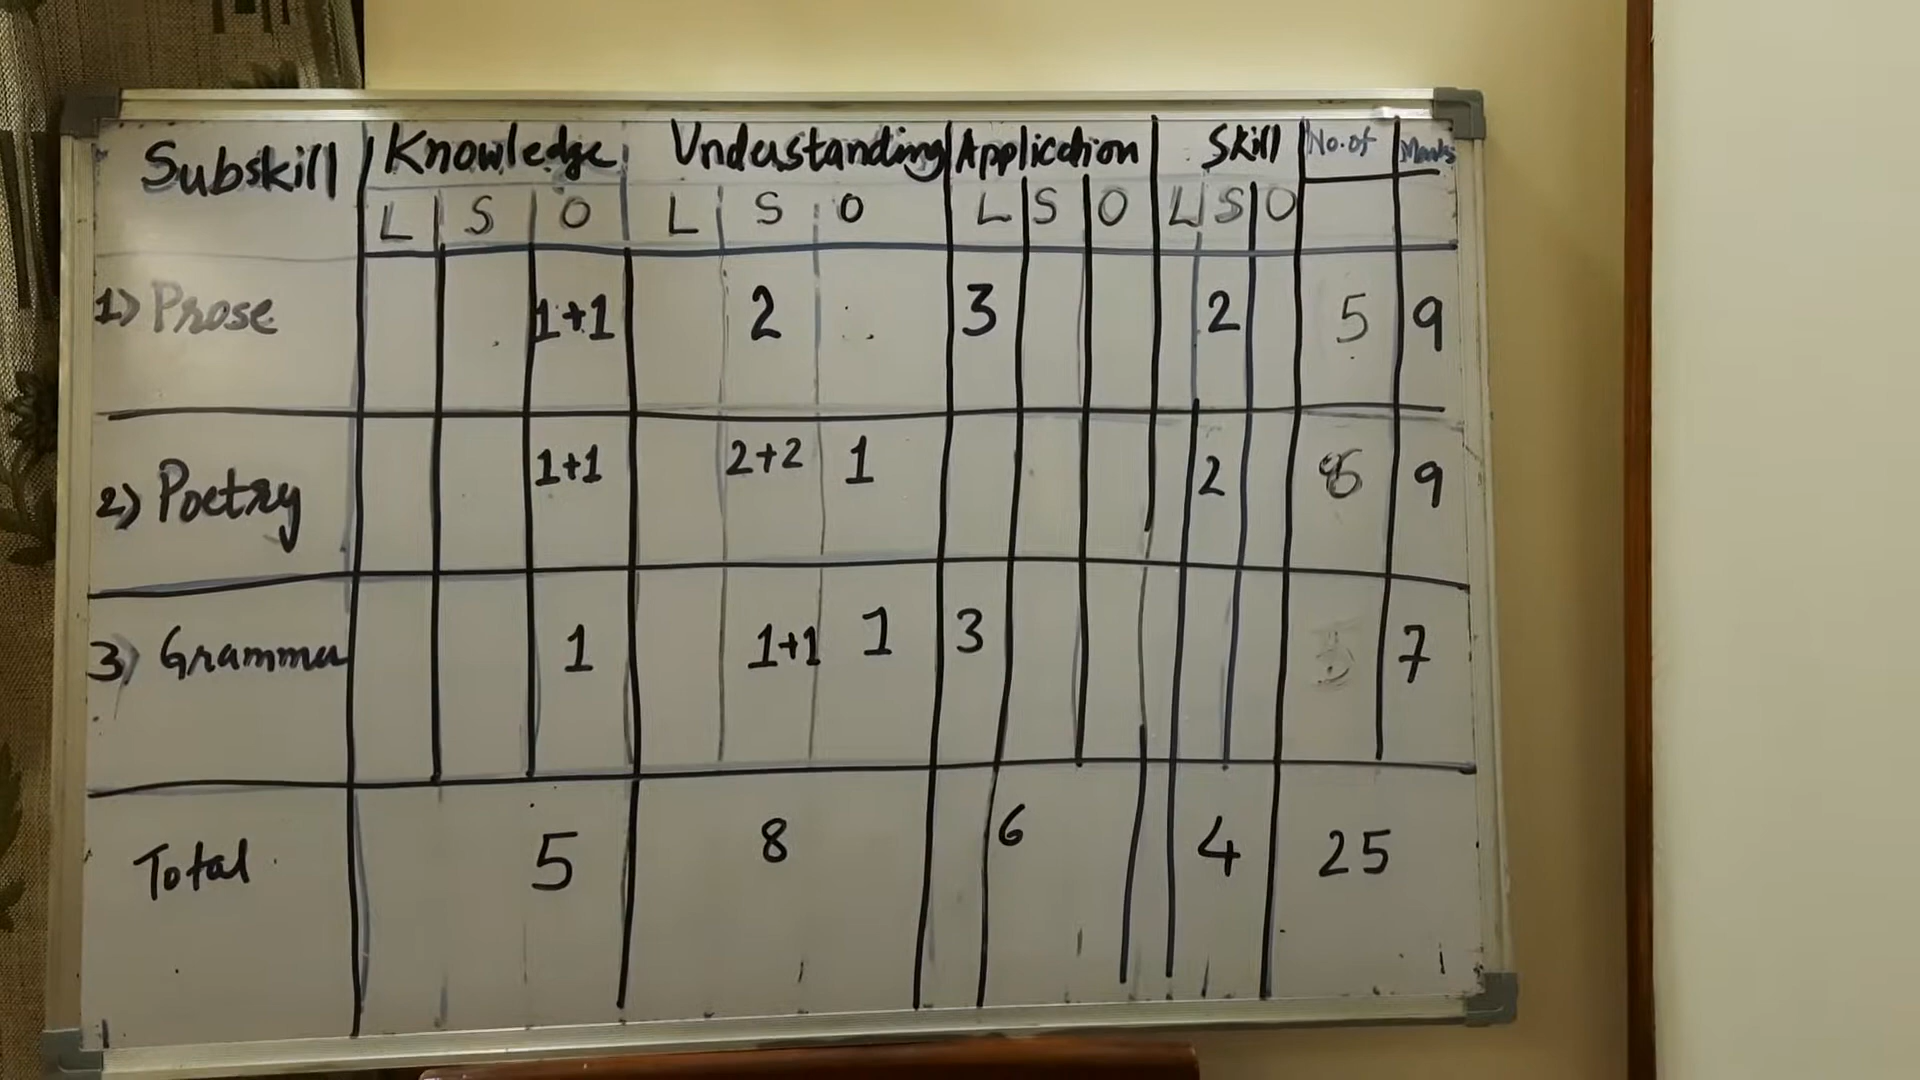 Subskill Knowledge Understanding Application Skill No.of Marks
L S O L S O L S O L S O
1) Prose 1+1 2 3 2 5 9
2) Poetry 1+1 2+2 1 2 9
3) Grammar 1 1+1 1 3 7
Total 5 8 6 4 25